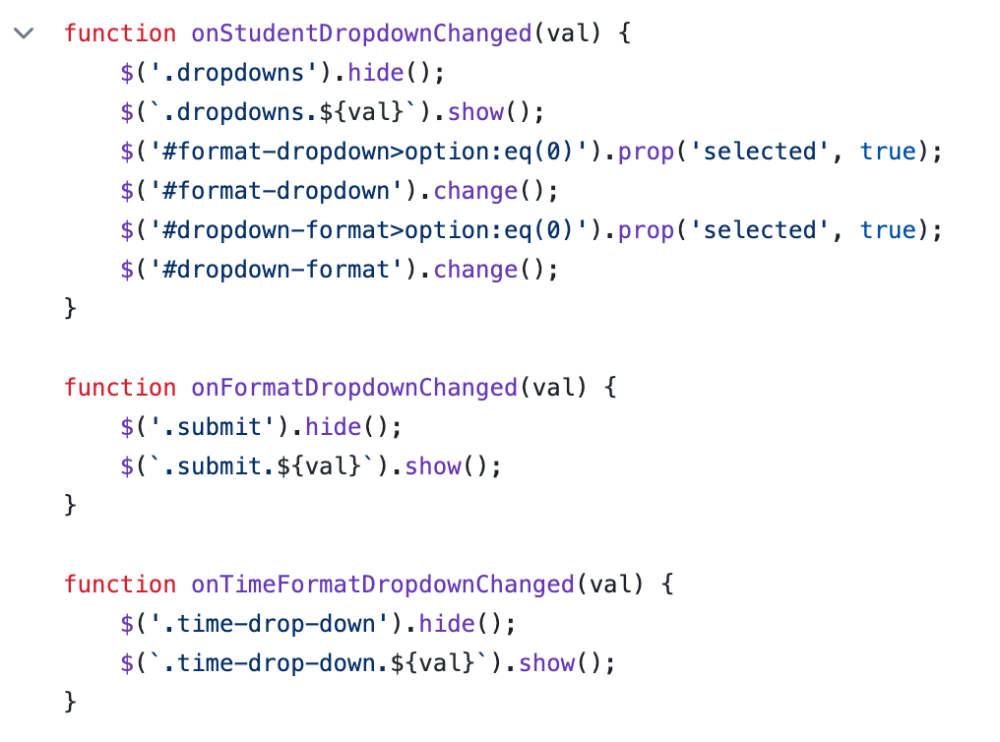 function onStudentDropdownChanged(val) {
    $('.dropdowns').hide();
    $(`.dropdowns.${val}`).show();
    $('#format-dropdown>option:eq(0)').prop('selected', true);
    $('#format-dropdown').change();
    $('#dropdown-format>option:eq(0)').prop('selected', true);
    $('#dropdown-format').change();
}

function onFormatDropdownChanged(val) {
    $('.submit').hide();
    $(`.submit.${val}`).show();
}

function onTimeFormatDropdownChanged(val) {
    $('.time-drop-down').hide();
    $(`.time-drop-down.${val}`).show();
}